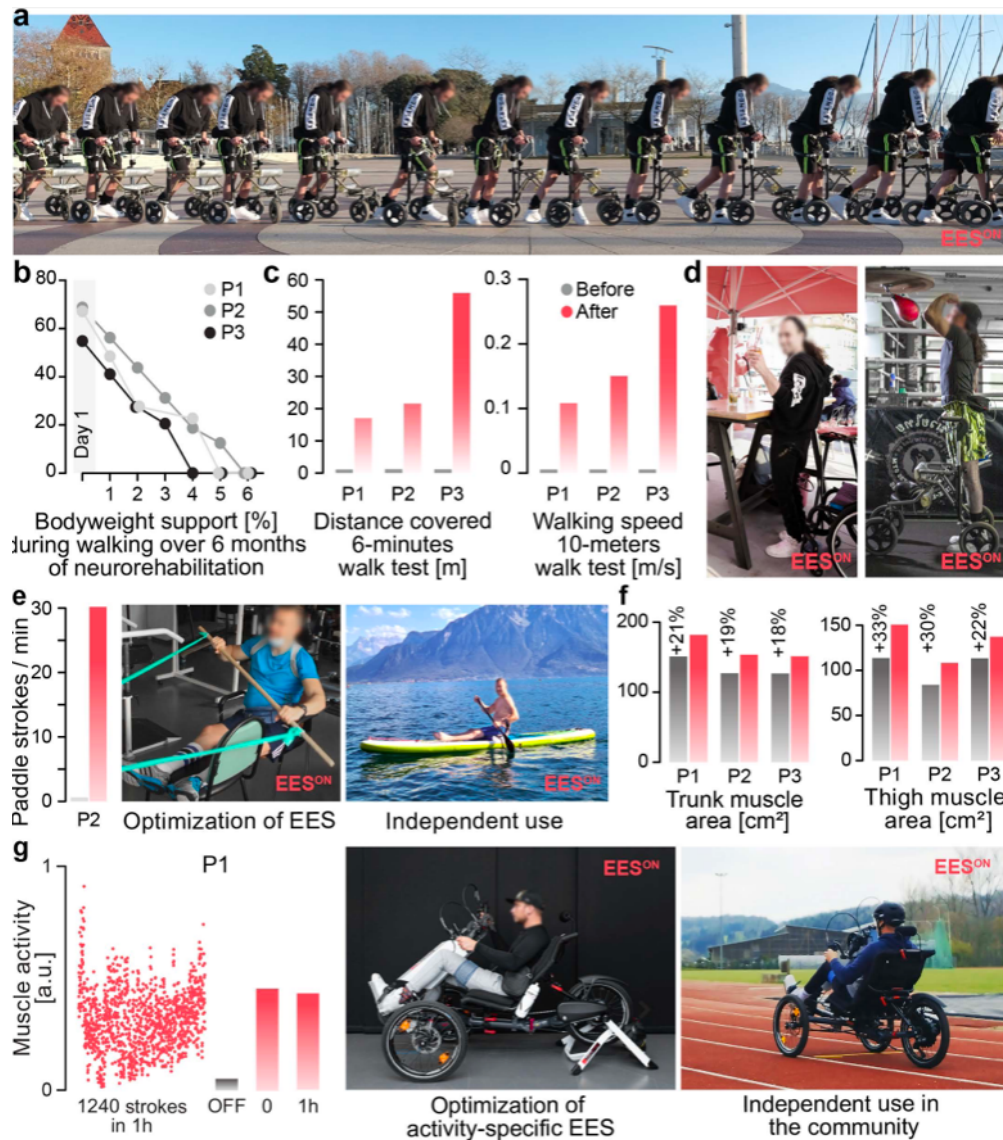 a
EES^ON
b
80
60
40
20
0
P1
P2
P3
Day 1
1 2 3 4 5 6
Bodyweight support [%]
during walking over 6 months
of neurorehabilitation
c
60
50
40
30
20
10
0
P1 P2 P3
Distance covered
6-minutes
walk test [m]
0.3
0.2
0.1
0
Before
After
P1 P2 P3
Walking speed
10-meters
walk test [m/s]
d
EES^ON
EES^ON
e
Paddle strokes / min
30
20
10
0
P2
EES^ON
Optimization of EES
EES^ON
Independent use
f
200
100
0
+21% +19% +18%
P1 P2 P3
Trunk muscle
area [cm²]
150
100
50
0
+33% +30% +22%
P1 P2 P3
Thigh muscle
area [cm²]
g
P1
Muscle activity
[a.u.]
1
0
1240 strokes
in 1h
OFF 0 1h
EES^ON
Optimization of
activity-specific EES
EES^ON
Independent use in
the community